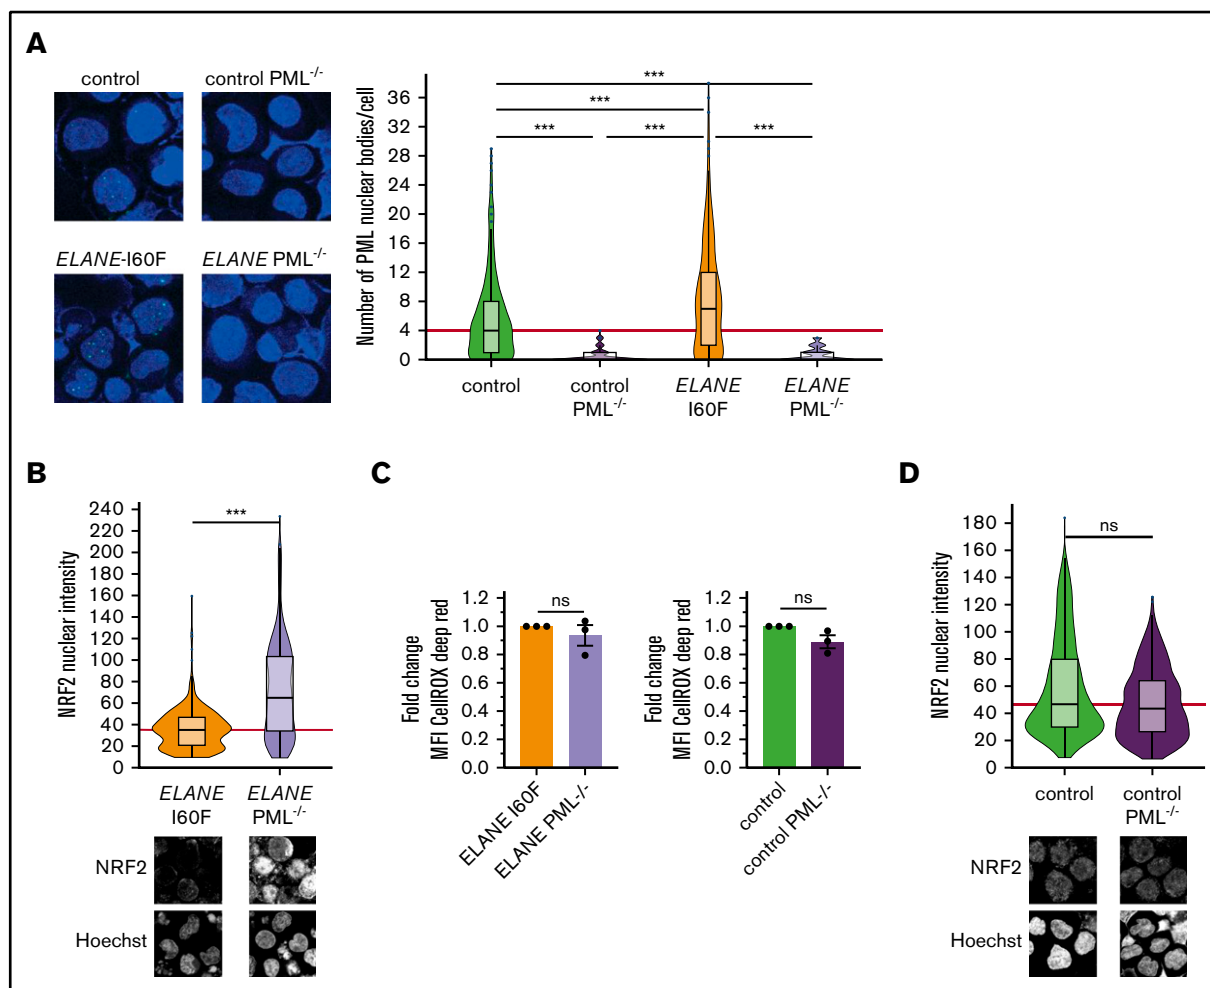 A
control
control PML-/-
ELANE-I60F
ELANE PML-/-
Number of PML nuclear bodies/cell
36
32
28
24
20
16
12
8
4
0
***
***
***
***
***
control
control
PML-/-
ELANE
I60F
ELANE
PML-/-
B
NRF2 nuclear intensity
240
220
200
180
160
140
120
100
80
60
40
20
0
***
ELANE
I60F
ELANE
PML-/-
NRF2
Hoechst
C
Fold change
MFI CellROX deep red
1.2
1.0
0.8
0.6
0.4
0.2
0.0
ns
ELANE I60F
ELANE PML-/-
Fold change
MFI CellROX deep red
1.2
1.0
0.8
0.6
0.4
0.2
0.0
ns
control
control PML-/-
D
NRF2 nuclear intensity
180
160
140
120
100
80
60
40
20
0
ns
control
control
PML-/-
NRF2
Hoechst